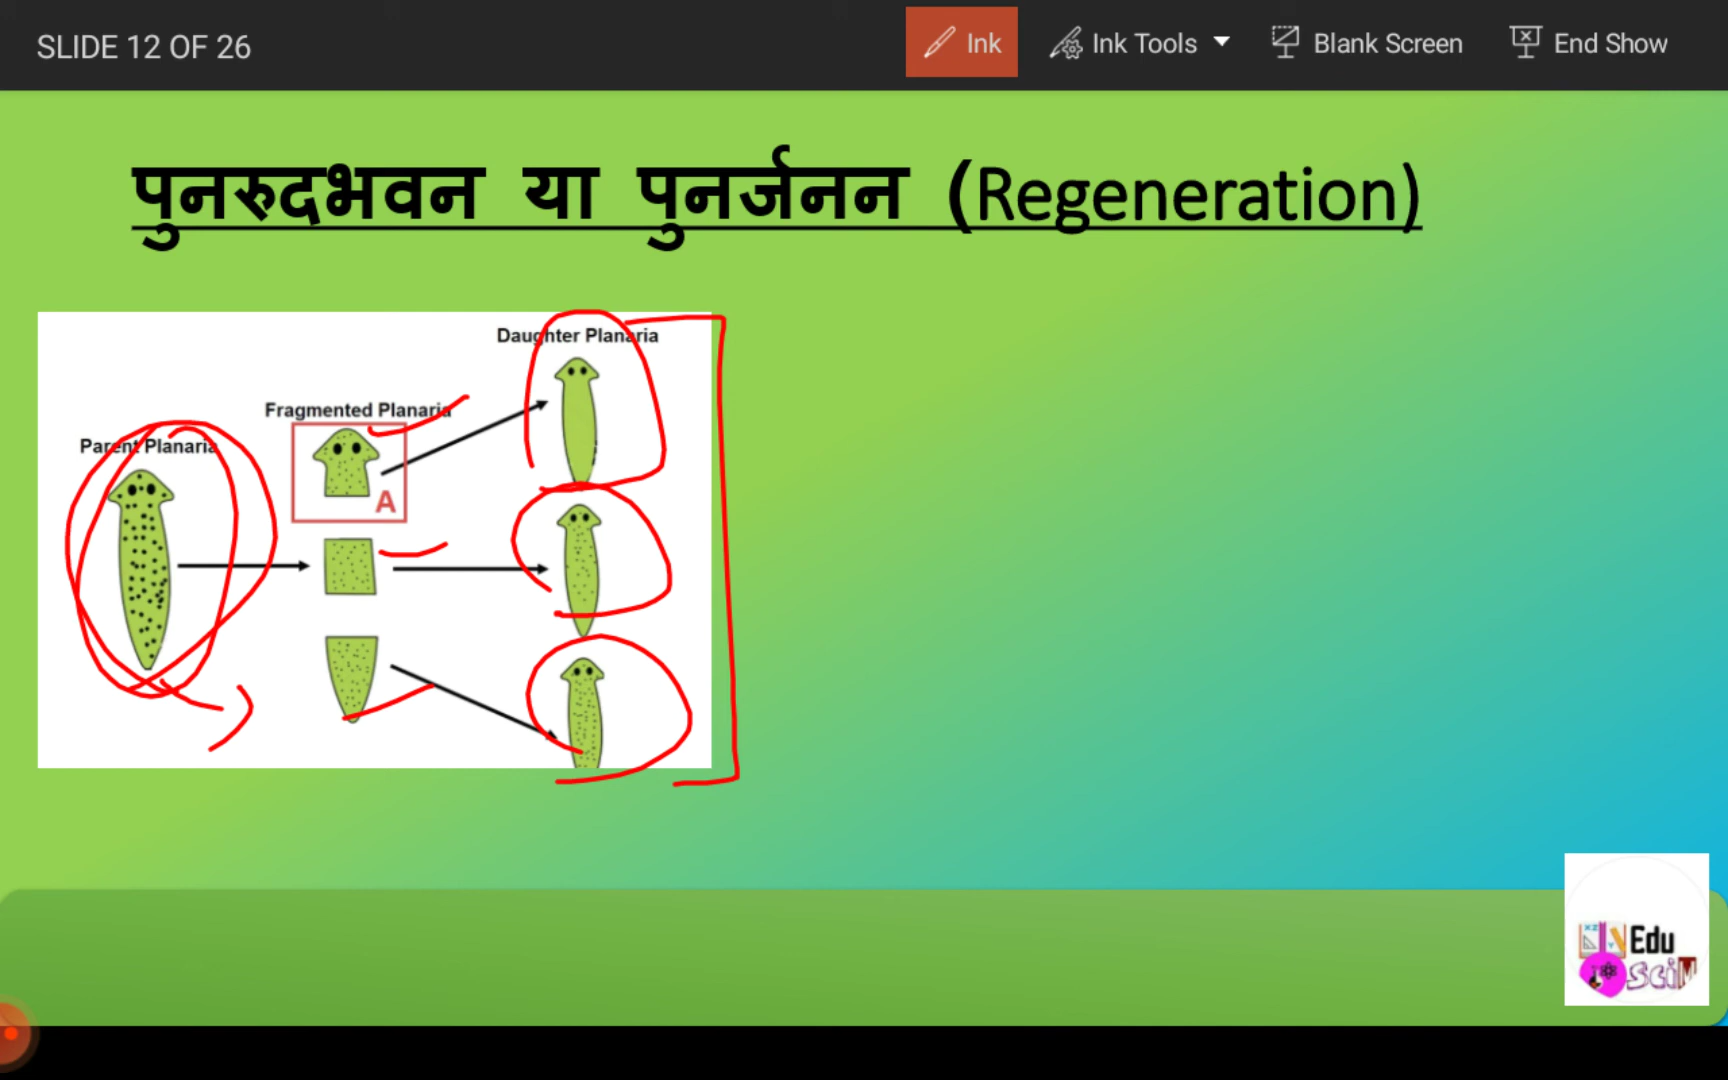 SLIDE 12 OF 26
Ink
Ink Tools
Blank Screen
End Show
पुनरुदभवन या पुनर्जनन (Regeneration)
Daughter Planaria
Fragmented Planaria
Parent Planaria
A
Edu
SciM